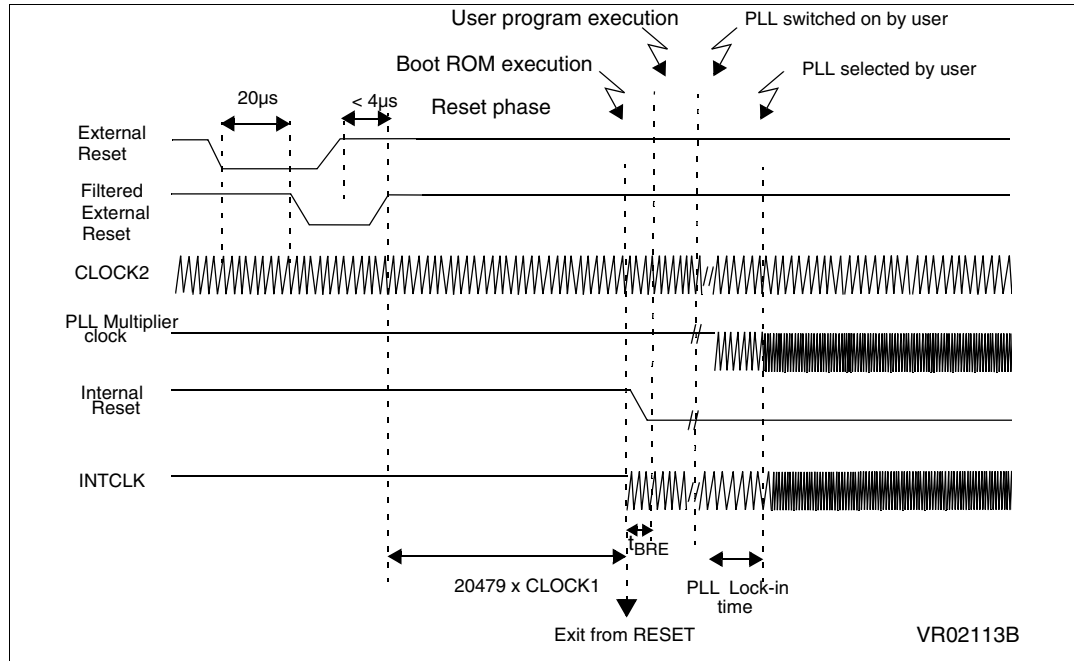 User program execution
PLL switched on by user
Boot ROM execution
PLL selected by user
20µs
< 4µs
Reset phase
External
Reset
Filtered
External
Reset
CLOCK2
PLL Multiplier
clock
Internal
Reset
INTCLK
tBRE
20479 x CLOCK1
PLL Lock-in
time
Exit from RESET
VR02113B